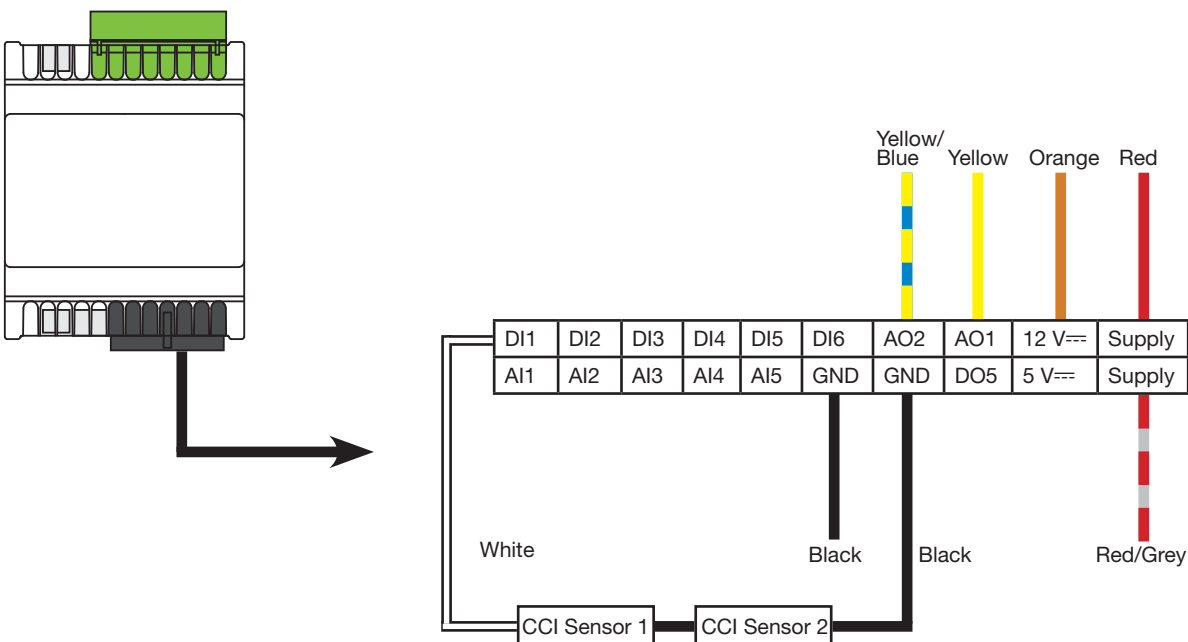 Yellow/
Blue Yellow Orange Red
DI1 DI2 DI3 DI4 DI5 DI6 AO2 AO1 12 V⎓ Supply
AI1 AI2 AI3 AI4 AI5 GND GND DO5 5 V⎓ Supply
White Black Black Red/Grey
CCI Sensor 1 CCI Sensor 2